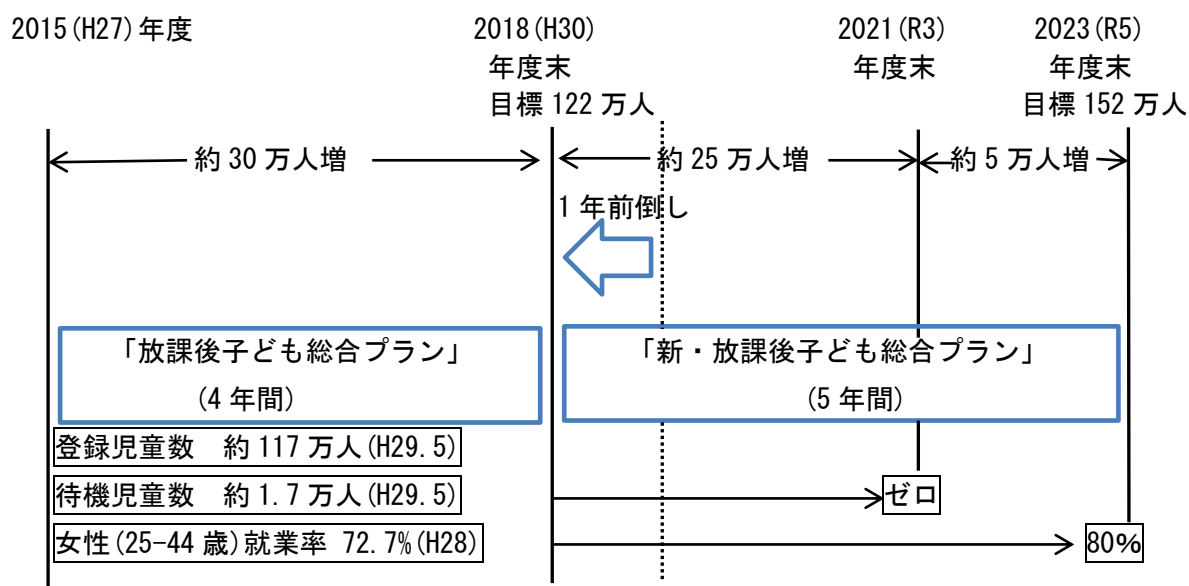 2015(H27)年度
2018(H30)
年度末
目標 122 万人
2021(R3)
年度末
2023(R5)
年度末
目標 152 万人
約 30 万人増
約 25 万人増
約 5 万人増
1 年前倒し
「放課後子ども総合プラン」
(4 年間)
「新・放課後子ども総合プラン」
(5 年間)
登録児童数　約 117 万人(H29.5)
待機児童数　約 1.7 万人(H29.5)
ゼロ
女性(25-44 歳)就業率 72.7%(H28)
80%